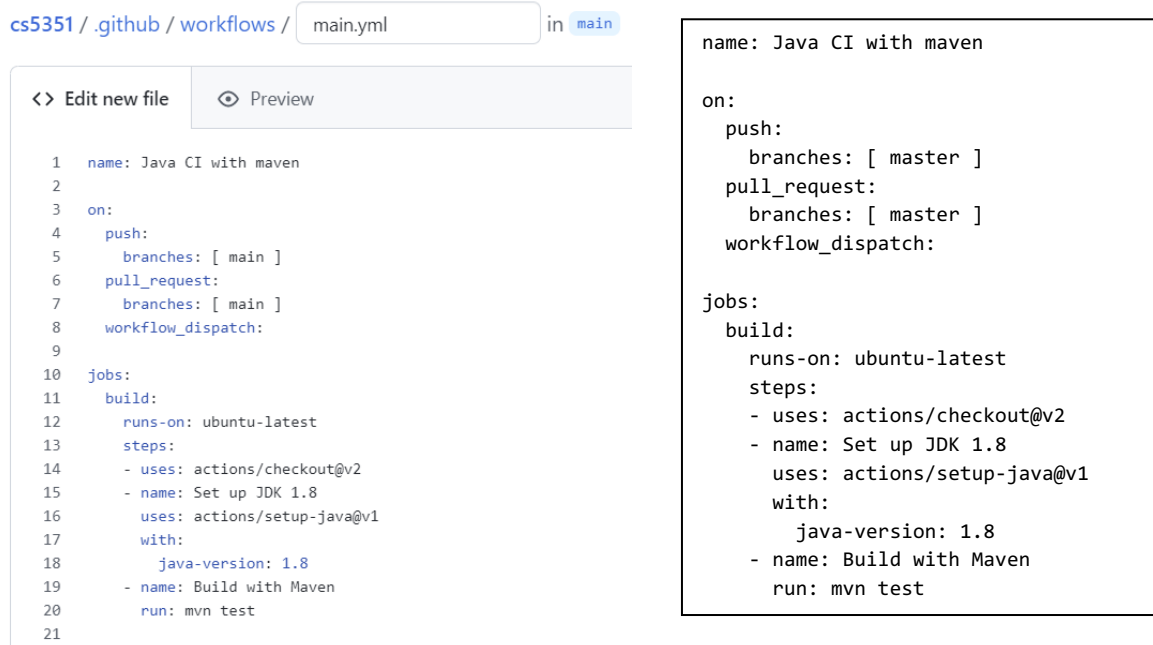 cs5351 / .github / workflows / main.yml in main
<> Edit new file Preview
1 name: Java CI with maven
2
3 on:
4 push:
5 branches: [ main ]
6 pull_request:
7 branches: [ main ]
8 workflow_dispatch:
9
10 jobs:
11 build:
12 runs-on: ubuntu-latest
13 steps:
14 - uses: actions/checkout@v2
15 - name: Set up JDK 1.8
16 uses: actions/setup-java@v1
17 with:
18 java-version: 1.8
19 - name: Build with Maven
20 run: mvn test
21
name: Java CI with maven
on:
push:
branches: [ master ]
pull_request:
branches: [ master ]
workflow_dispatch:
jobs:
build:
runs-on: ubuntu-latest
steps:
- uses: actions/checkout@v2
- name: Set up JDK 1.8
uses: actions/setup-java@v1
with:
java-version: 1.8
- name: Build with Maven
run: mvn test